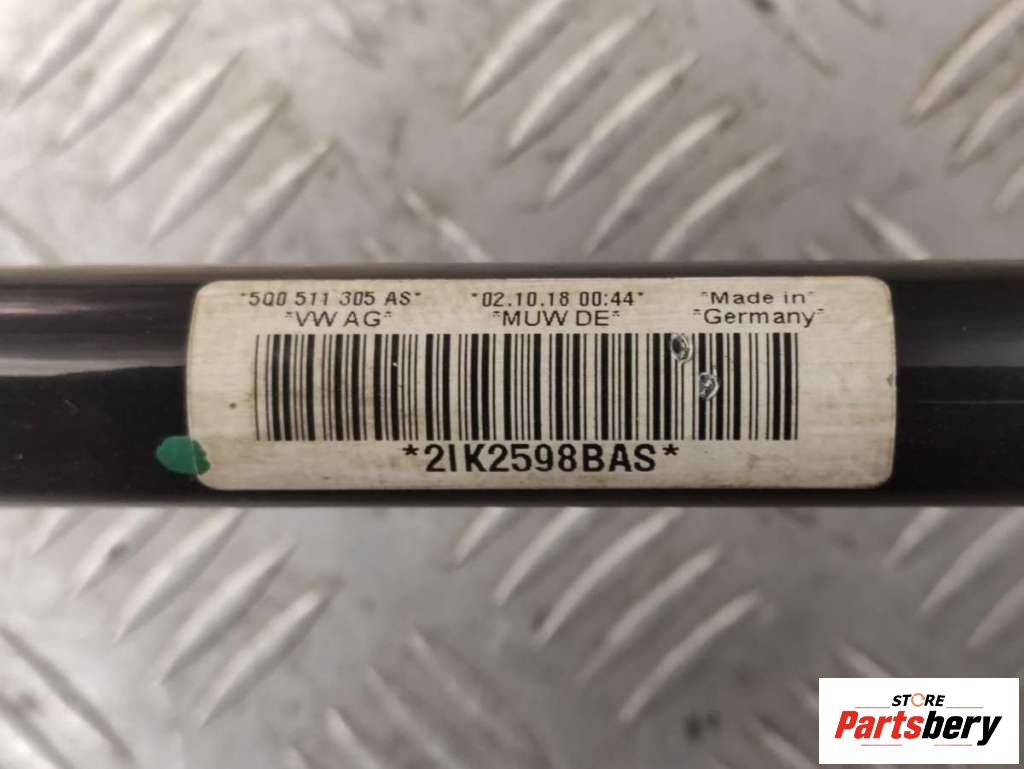 *5Q0 511 305 AS* *02.10.18 00:44* *Made in*
*VW AG* *MUW DE* *Germany*
*2IK2598BAS*
STORE
Partsbery